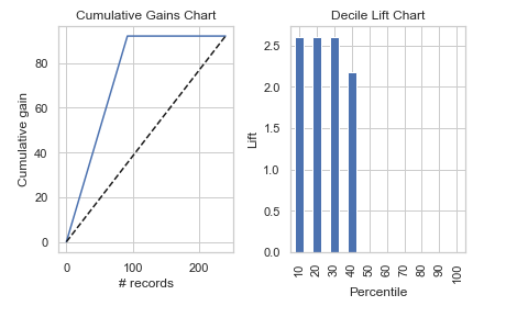 Cumulative Gains Chart
Cumulative gain
80
60
40
20
0
0 100 200
# records
Decile Lift Chart
Lift
2.5
2.0
1.5
1.0
0.5
0.0
10 20 30 40 50 60 70 80 90 100
Percentile